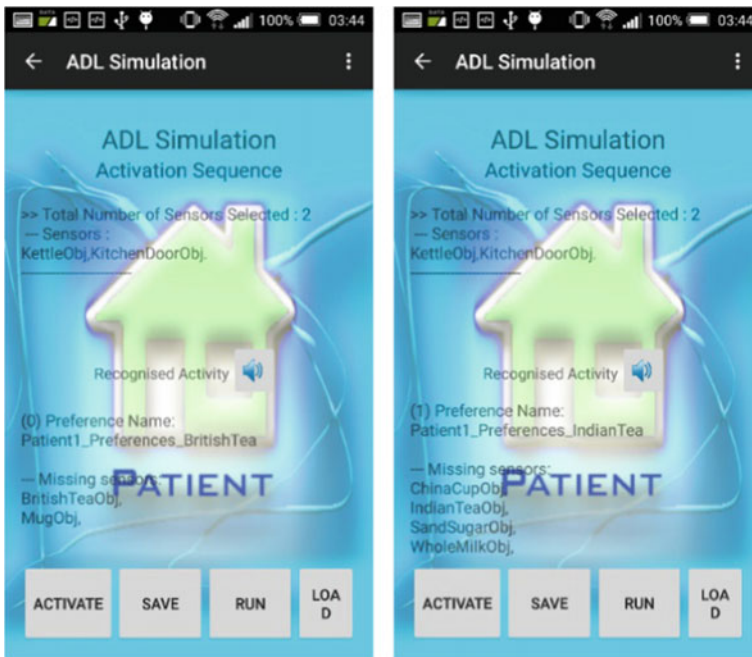 100% 03:44
ADL Simulation
ADL Simulation
Activation Sequence
>> Total Number of Sensors Selected : 2
--- Sensors :
KettleObj,KitchenDoorObj.
Recognised Activity
(0) Preference Name:
Patient1_Preferences_BritishTea
--- Missing sensors:
BritishTeaObj,
MugObj,
PATIENT
ACTIVATE SAVE RUN LOA
D
100% 03:44
ADL Simulation
ADL Simulation
Activation Sequence
>> Total Number of Sensors Selected : 2
--- Sensors :
KettleObj,KitchenDoorObj.
Recognised Activity
(1) Preference Name:
Patient1_Preferences_IndianTea
--- Missing sensors:
ChinaCupObj,
IndianTeaObj,
SandSugarObj,
WholeMilkObj,
PATIENT
ACTIVATE SAVE RUN LOA
D